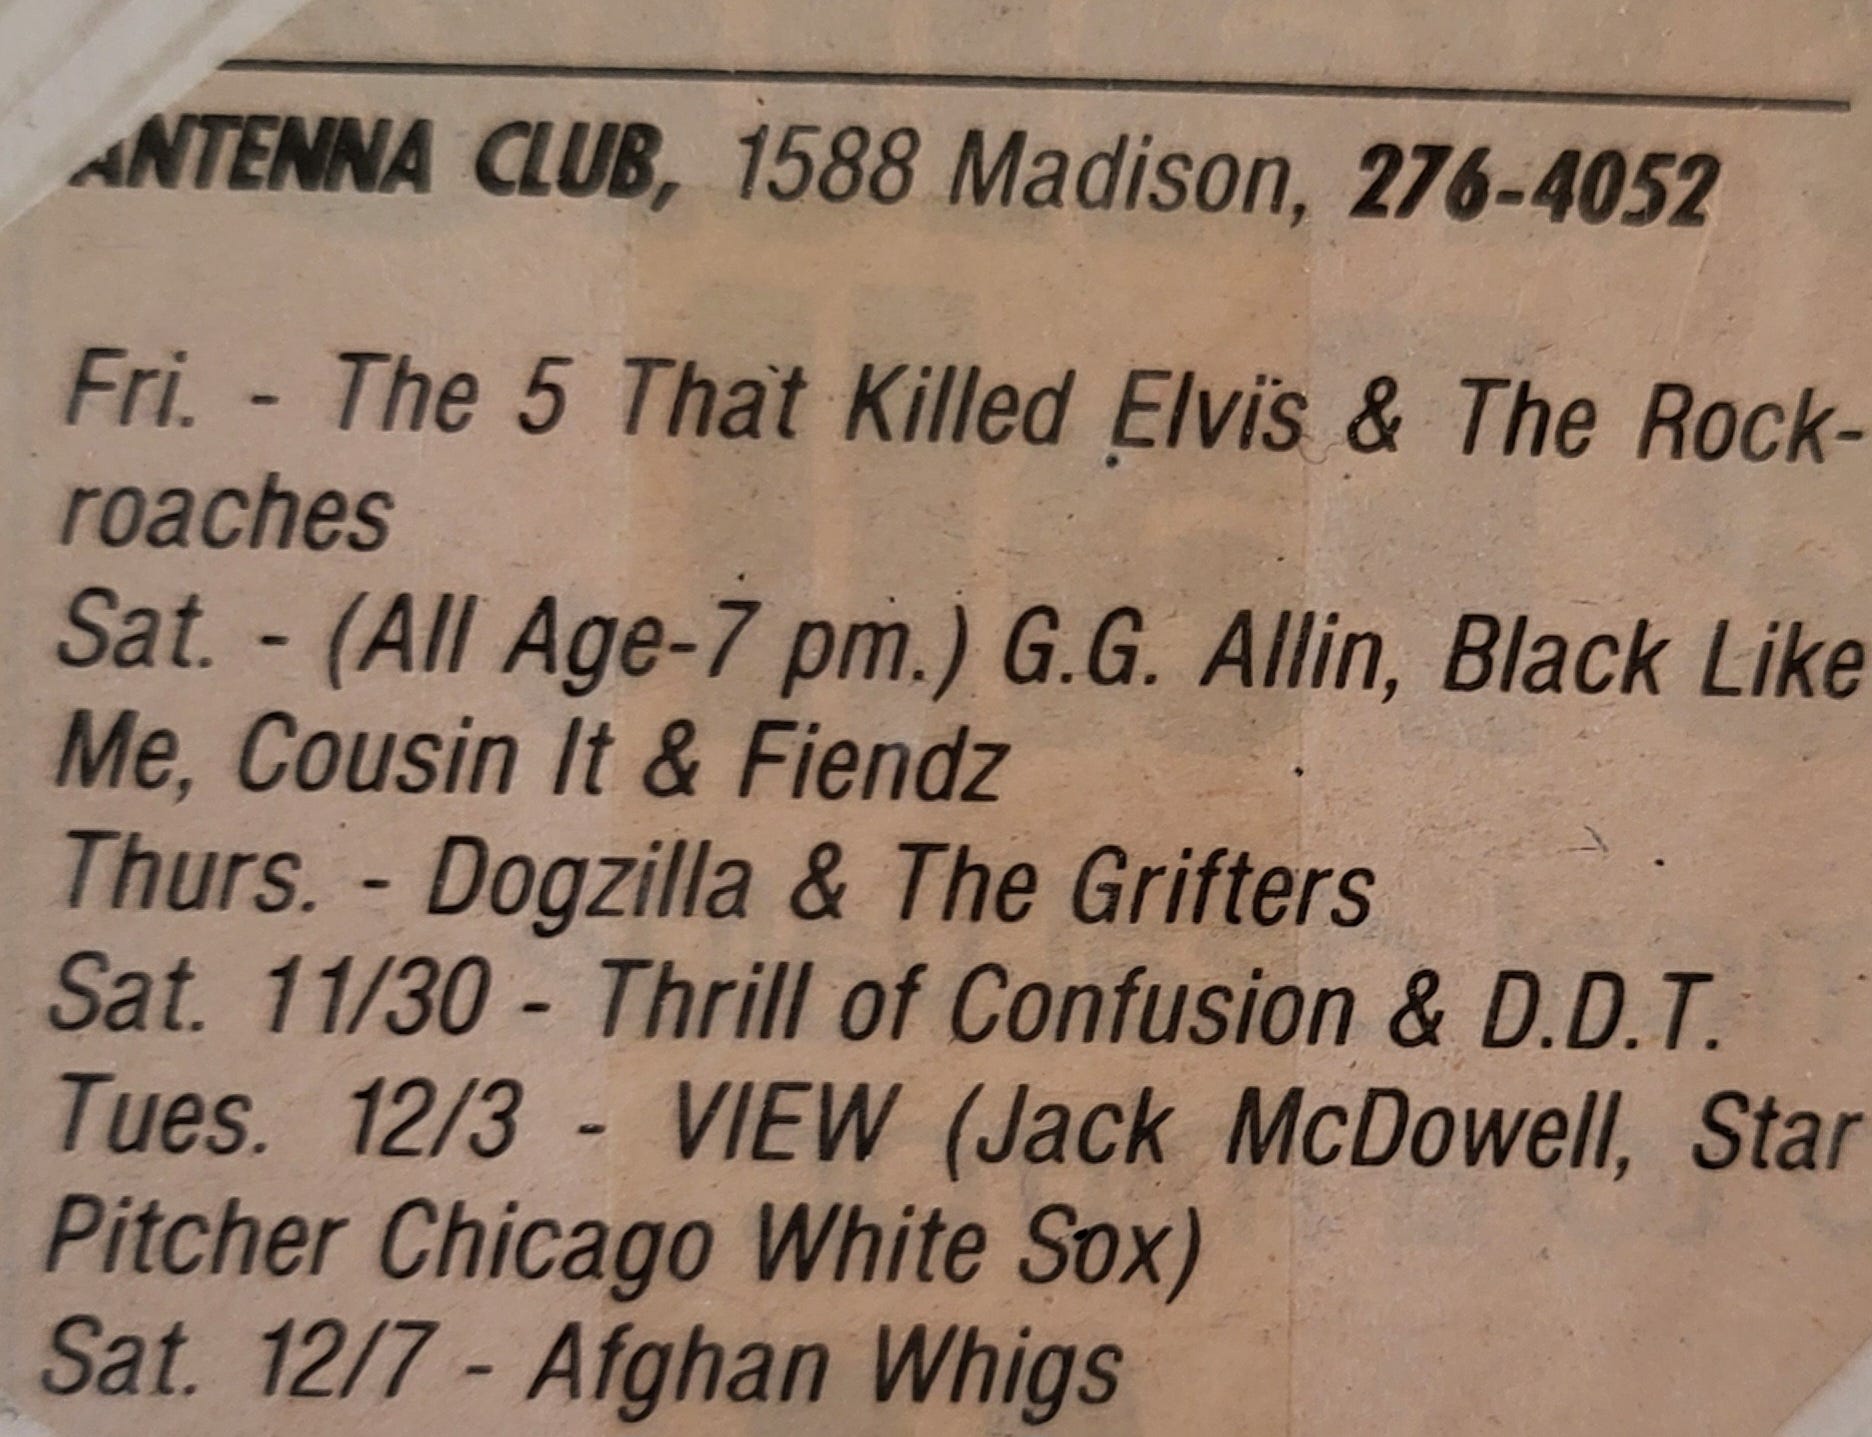 ANTENNA CLUB, 1588 Madison, 276-4052
Fri. - The 5 That Killed Elvis & The Rock-
roaches
Sat. - (All Age-7 pm.) G.G. Allin, Black Like
Me, Cousin It & Fiendz
Thurs. - Dogzilla & The Grifters
Sat. 11/30 - Thrill of Confusion & D.D.T.
Tues. 12/3 - VIEW (Jack McDowell, Star
Pitcher Chicago White Sox)
Sat. 12/7 - Afghan Whigs